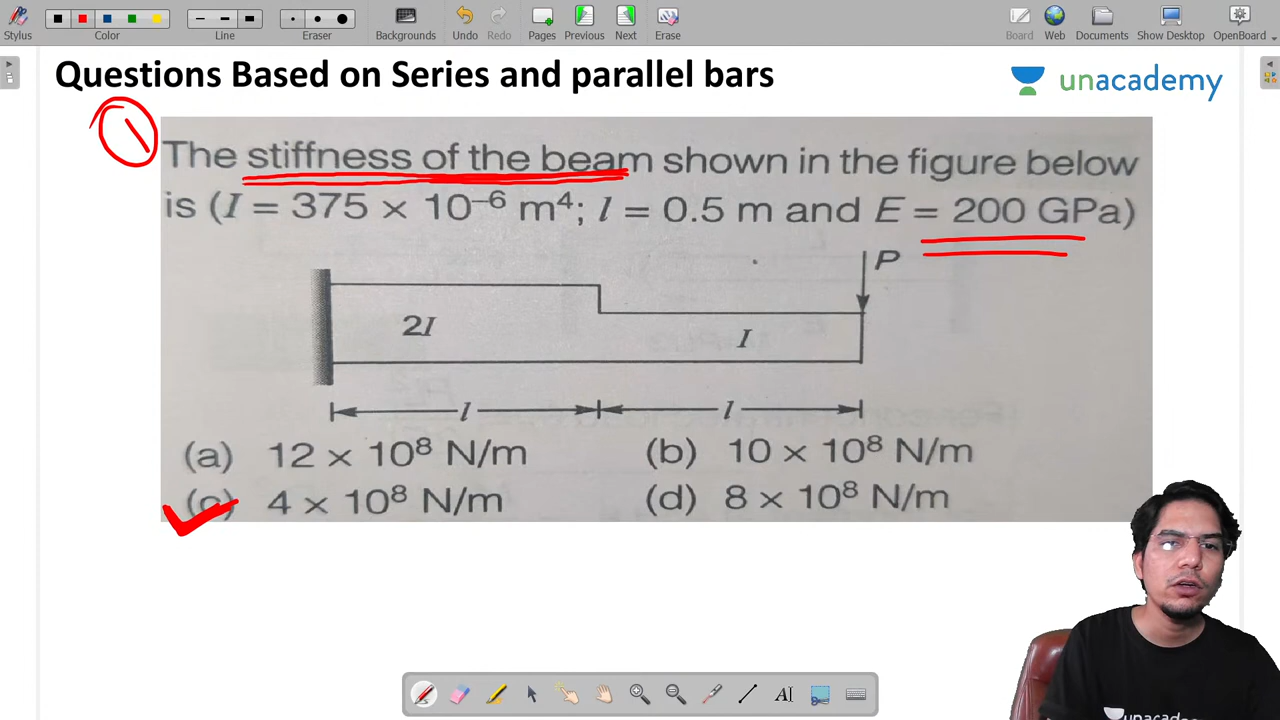 Stylus
Color
Line
Eraser
Backgrounds
Undo
Redo
Pages
Previous
Next
Erase
Board
Web
Documents
Show Desktop
OpenBoard
Questions Based on Series and parallel bars
unacademy
The stiffness of the beam shown in the figure below
is (I = 375 × 10⁻⁶ m⁴; l = 0.5 m and E = 200 GPa)
P
2I
I
l
l
(a) 12 × 10⁸ N/m
(b) 10 × 10⁸ N/m
(c) 4 × 10⁸ N/m
(d) 8 × 10⁸ N/m
AI
unacademy